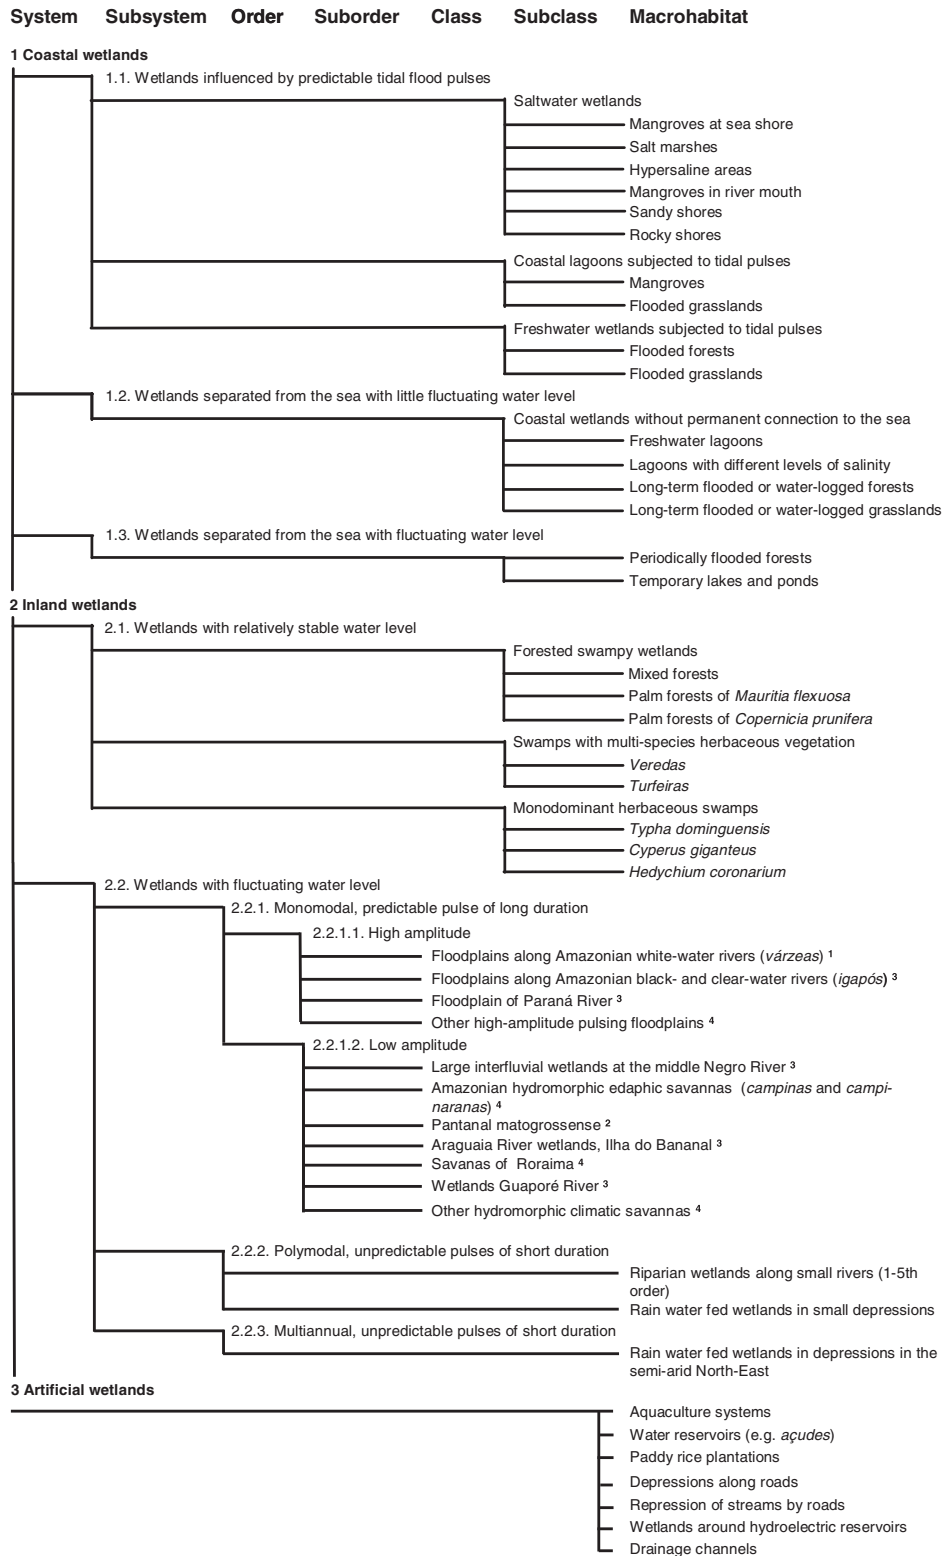 System Subsystem Order Suborder Class Subclass Macrohabitat
1 Coastal wetlands
1.1. Wetlands influenced by predictable tidal flood pulses
Saltwater wetlands
Mangroves at sea shore
Salt marshes
Hypersaline areas
Mangroves in river mouth
Sandy shores
Rocky shores
Coastal lagoons subjected to tidal pulses
Mangroves
Flooded grasslands
Freshwater wetlands subjected to tidal pulses
Flooded forests
Flooded grasslands
1.2. Wetlands separated from the sea with little fluctuating water level
Coastal wetlands without permanent connection to the sea
Freshwater lagoons
Lagoons with different levels of salinity
Long-term flooded or water-logged forests
Long-term flooded or water-logged grasslands
1.3. Wetlands separated from the sea with fluctuating water level
Periodically flooded forests
Temporary lakes and ponds
2 Inland wetlands
2.1. Wetlands with relatively stable water level
Forested swampy wetlands
Mixed forests
Palm forests of Mauritia flexuosa
Palm forests of Copernicia prunifera
Swamps with multi-species herbaceous vegetation
Veredas
Turfeiras
Monodominant herbaceous swamps
Typha dominguensis
Cyperus giganteus
Hedychium coronarium
2.2. Wetlands with fluctuating water level
2.2.1. Monomodal, predictable pulse of long duration
2.2.1.1. High amplitude
Floodplains along Amazonian white-water rivers (várzeas) ¹
Floodplains along Amazonian black- and clear-water rivers (igapós) ³
Floodplain of Paraná River ³
Other high-amplitude pulsing floodplains ⁴
2.2.1.2. Low amplitude
Large interfluvial wetlands at the middle Negro River ³
Amazonian hydromorphic edaphic savannas (campinas and campi-
naranas) ⁴
Pantanal matogrossense ²
Araguaia River wetlands, Ilha do Bananal ³
Savanas of Roraima ⁴
Wetlands Guaporé River ³
Other hydromorphic climatic savannas ⁴
2.2.2. Polymodal, unpredictable pulses of short duration
Riparian wetlands along small rivers (1-5th
order)
Rain water fed wetlands in small depressions
2.2.3. Multiannual, unpredictable pulses of short duration
Rain water fed wetlands in depressions in the
semi-arid North-East
3 Artificial wetlands
Aquaculture systems
Water reservoirs (e.g. açudes)
Paddy rice plantations
Depressions along roads
Repression of streams by roads
Wetlands around hydroelectric reservoirs
Drainage channels